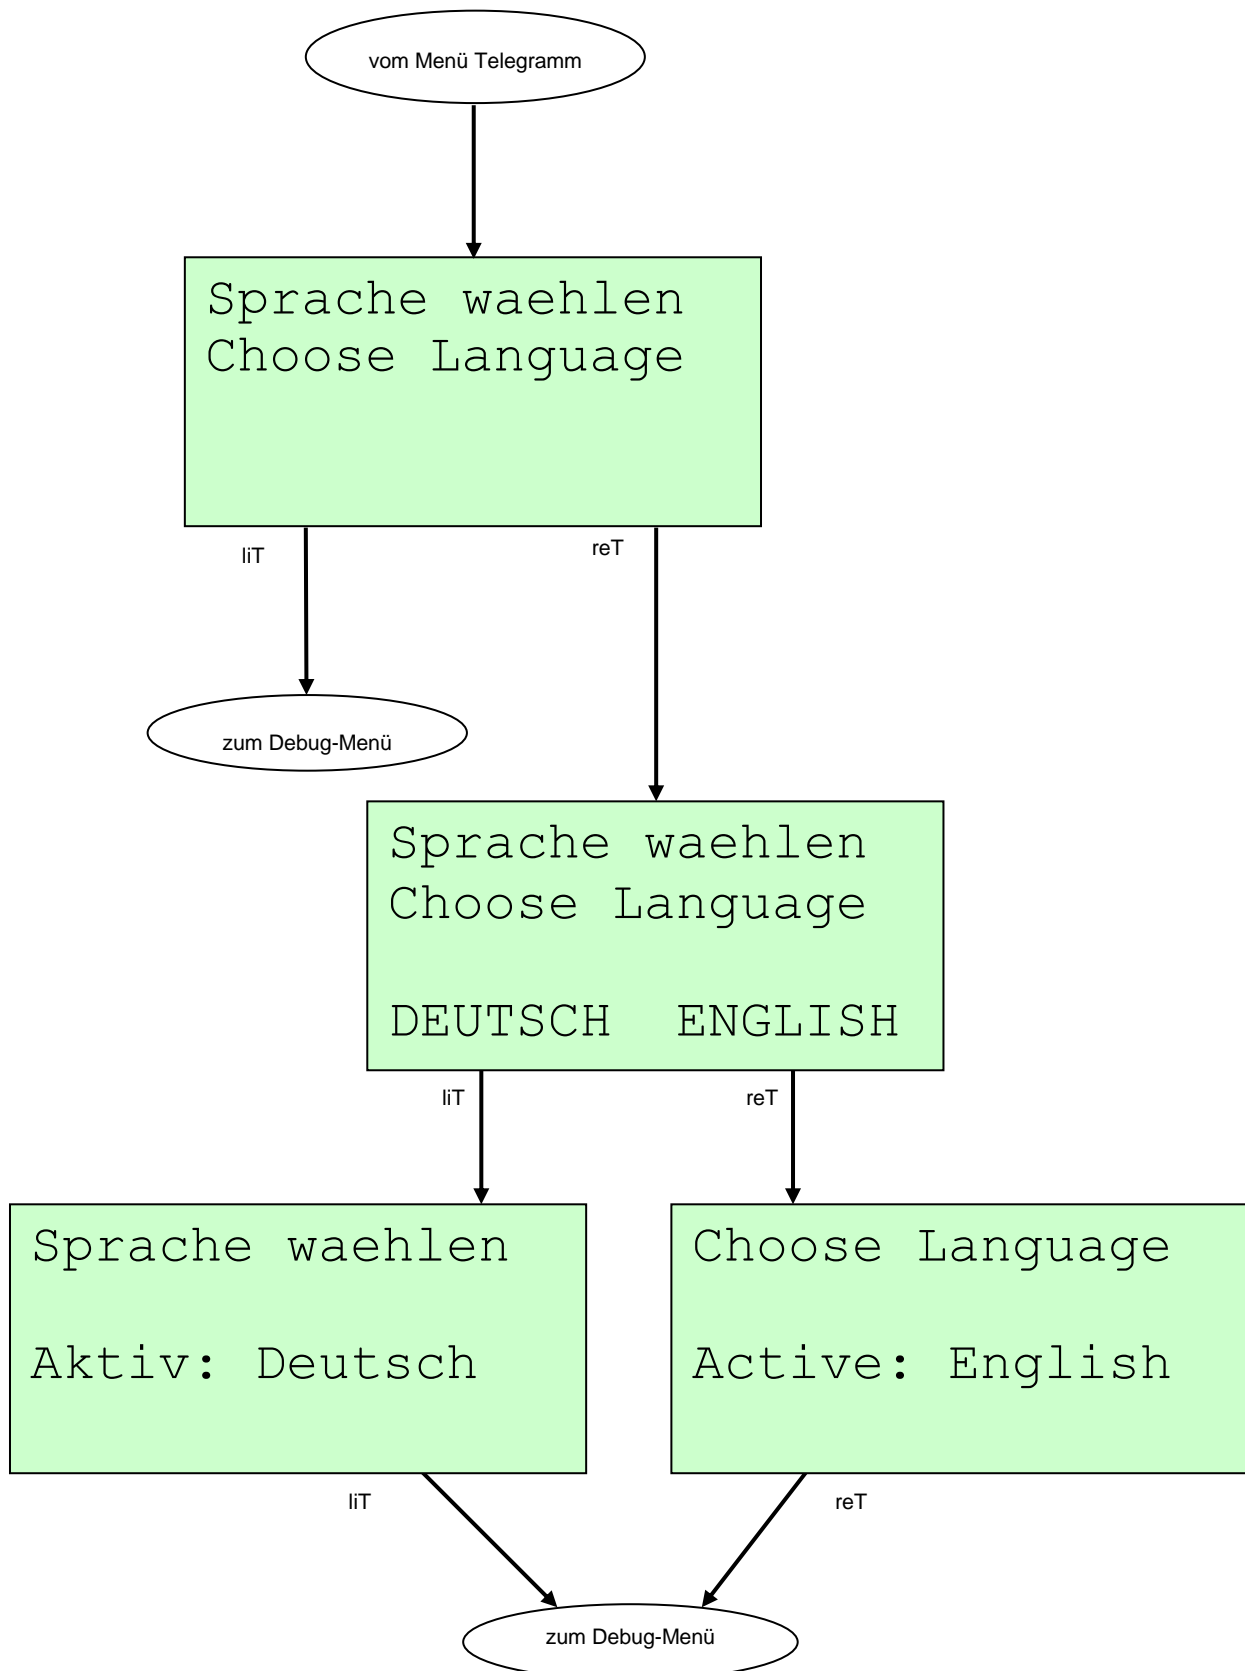 vom Menü Telegramm
Sprache waehlen
Choose Language
liT
reT
zum Debug-Menü
Sprache waehlen
Choose Language
DEUTSCH  ENGLISH
liT
reT
Sprache waehlen
Aktiv: Deutsch
Choose Language
Active: English
liT
reT
zum Debug-Menü